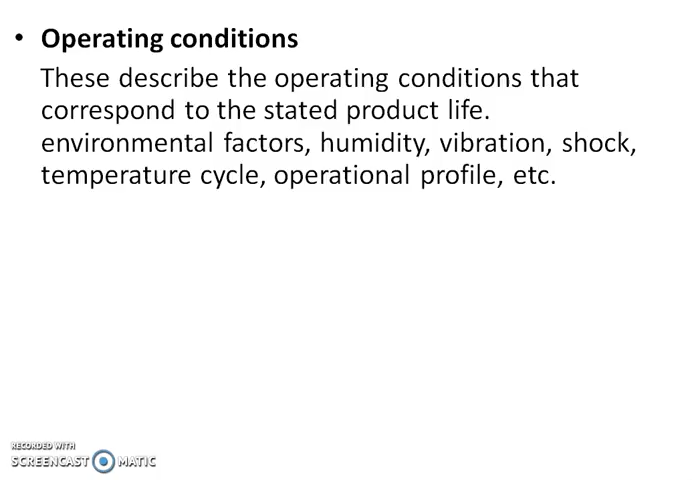 • Operating conditions
These describe the operating conditions that
correspond to the stated product life.
environmental factors, humidity, vibration, shock,
temperature cycle, operational profile, etc.
RECORDED WITH
SCREENCAST MATIC